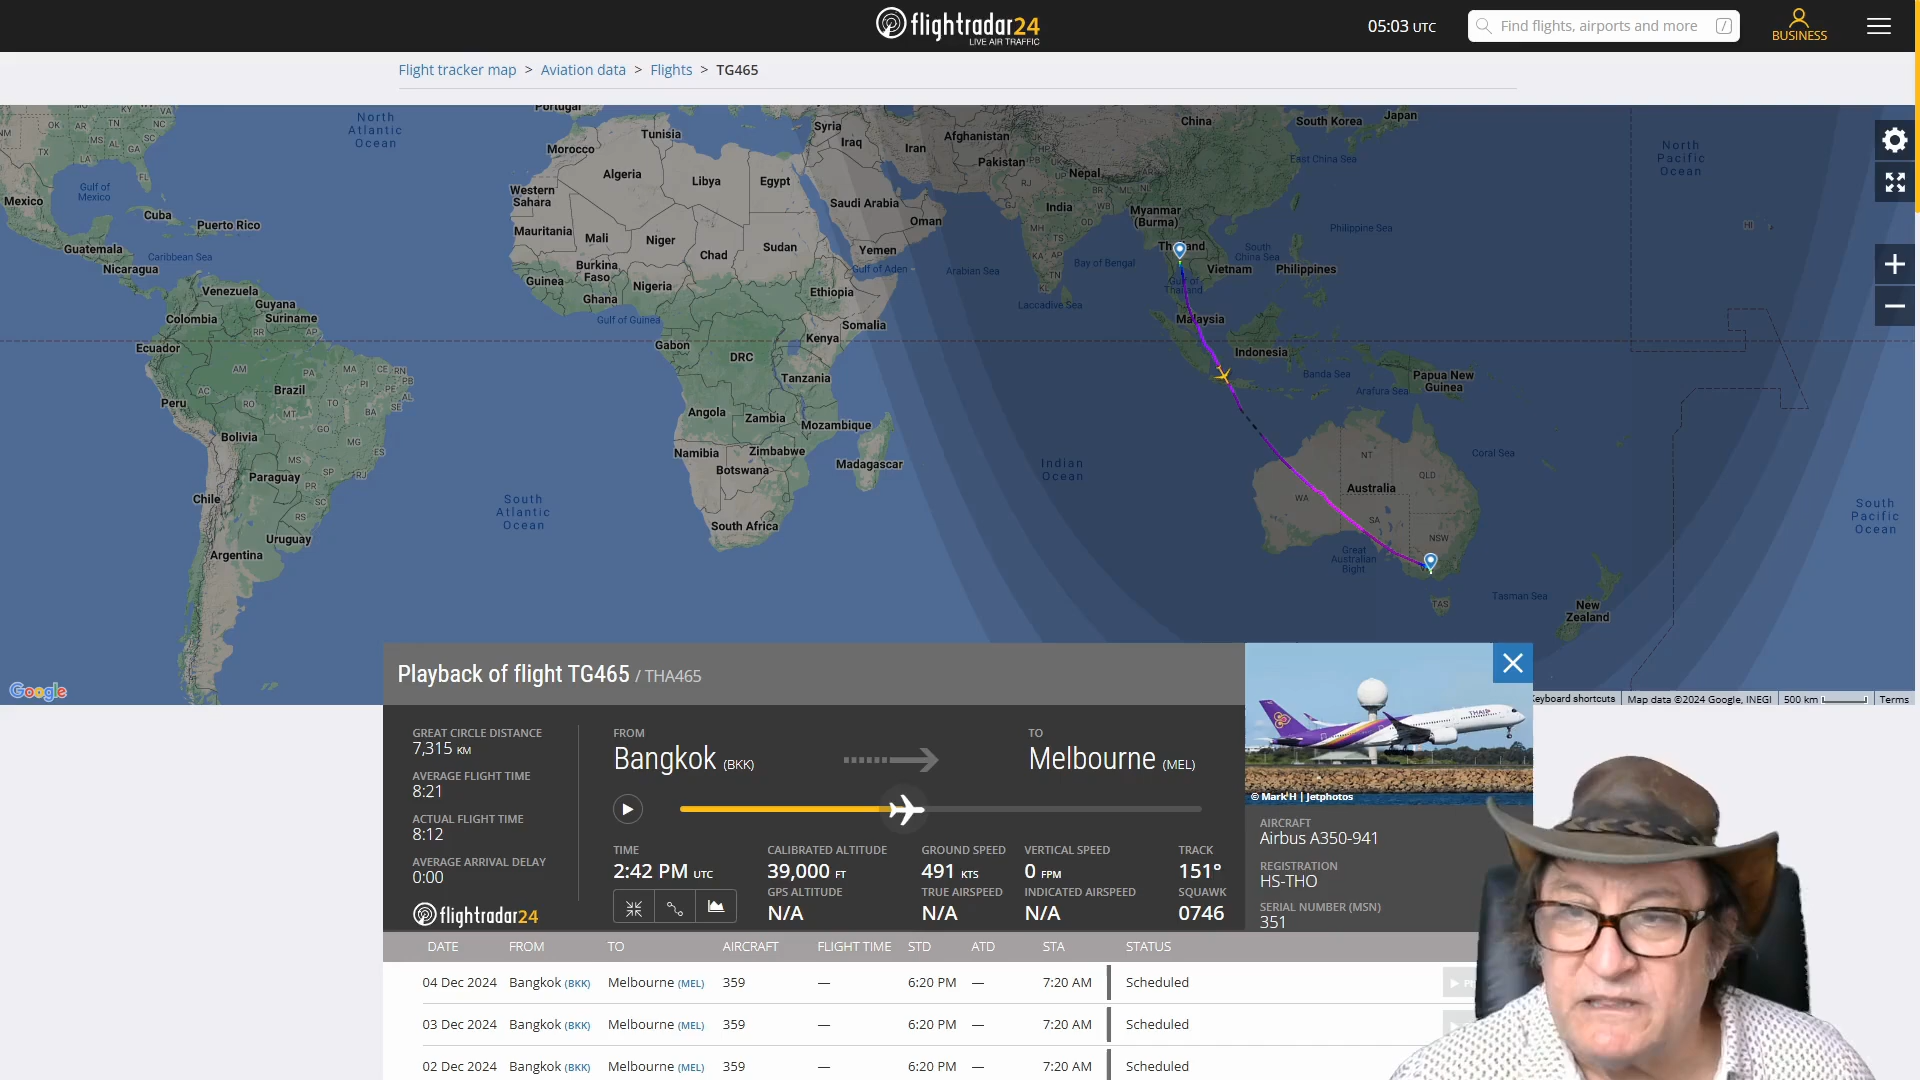 flightradar24
LIVE AIR TRAFFIC
05:03 UTC
Find flights, airports and more
/
BUSINESS
Flight tracker map > Aviation data > Flights > TG465
North
Atlantic
Ocean
Portugal
Tunisia
Morocco
Algeria
Libya
Egypt
Syria
Iraq
Iran
Afghanistan
Pakistan
Nepal
India
China
South Korea
Japan
East China Sea
North
Pacific
Ocean
Gulf of
Mexico
Mexico
Cuba
Puerto Rico
Guatemala
Caribbean Sea
Nicaragua
Western
Sahara
Mauritania
Mali
Niger
Chad
Sudan
Saudi Arabia
Oman
Yemen
Gulf of Aden
Arabian Sea
Bay of Bengal
Laccadive Sea
Myanmar
(Burma)
Thailand
Gulf of
Thailand
Vietnam
South
China Sea
Philippines
Philippine Sea
Burkina
Faso
Guinea
Ghana
Nigeria
Ethiopia
Gulf of Guinea
Somalia
Kenya
Gabon
DRC
Tanzania
Venezuela
Guyana
Suriname
Colombia
Ecuador
Brazil
Peru
Bolivia
Paraguay
Chile
Uruguay
Argentina
South
Atlantic
Ocean
Angola
Zambia
Mozambique
Namibia
Zimbabwe
Botswana
Madagascar
South Africa
Indian
Ocean
Malaysia
Indonesia
Banda Sea
Arafura Sea
Papua New
Guinea
Coral Sea
Australia
NT
QLD
WA
SA
NSW
TAS
Great
Australian
Bight
Tasman Sea
New
Zealand
South
Pacific
Ocean
Google
Keyboard shortcuts
Map data ©2024 Google, INEGI
500 km
Terms
Playback of flight TG465 / THA465
GREAT CIRCLE DISTANCE
7,315 KM
AVERAGE FLIGHT TIME
8:21
ACTUAL FLIGHT TIME
8:12
AVERAGE ARRIVAL DELAY
0:00
flightradar24
FROM
Bangkok (BKK)
TO
Melbourne (MEL)
TIME
2:42 PM UTC
CALIBRATED ALTITUDE
39,000 FT
GPS ALTITUDE
N/A
GROUND SPEED
491 KTS
TRUE AIRSPEED
N/A
VERTICAL SPEED
0 FPM
INDICATED AIRSPEED
N/A
TRACK
151°
SQUAWK
0746
THAI
© Mark H | Jetphotos
AIRCRAFT
Airbus A350-941
REGISTRATION
HS-THO
SERIAL NUMBER (MSN)
351
DATE FROM TO AIRCRAFT FLIGHT TIME STD ATD STA STATUS
04 Dec 2024 Bangkok (BKK) Melbourne (MEL) 359 — 6:20 PM — 7:20 AM Scheduled
03 Dec 2024 Bangkok (BKK) Melbourne (MEL) 359 — 6:20 PM — 7:20 AM Scheduled
02 Dec 2024 Bangkok (BKK) Melbourne (MEL) 359 — 6:20 PM — 7:20 AM Scheduled